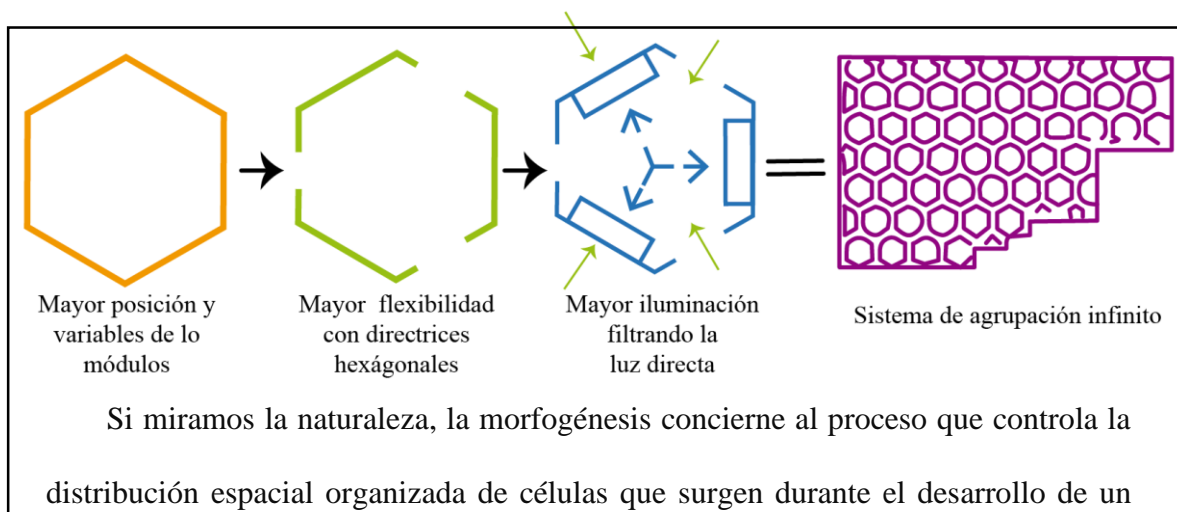 Mayor posición y
variables de lo
módulos
Mayor flexibilidad
con directrices
hexágonales
Mayor iluminación
filtrando la
luz directa
Sistema de agrupación infinito
Si miramos la naturaleza, la morfogénesis concierne al proceso que controla la
distribución espacial organizada de células que surgen durante el desarrollo de un